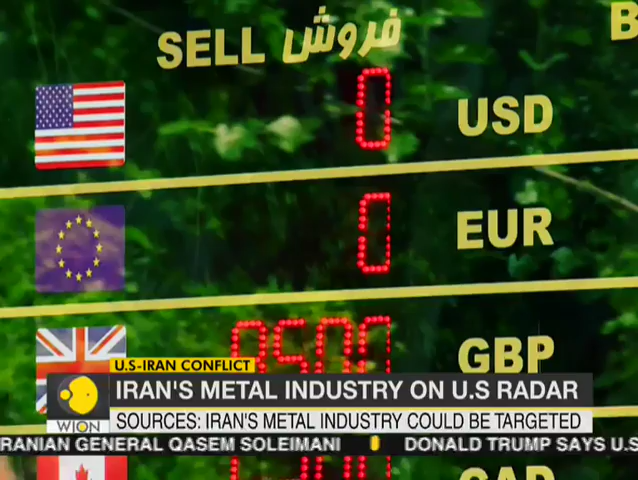 SELL فروش
B
0 USD
0 EUR
GBP
U.S-IRAN CONFLICT
IRAN'S METAL INDUSTRY ON U.S RADAR
SOURCES: IRAN'S METAL INDUSTRY COULD BE TARGETED
WION
RANIAN GENERAL QASEM SOLEIMANI DONALD TRUMP SAYS U.S
CAD